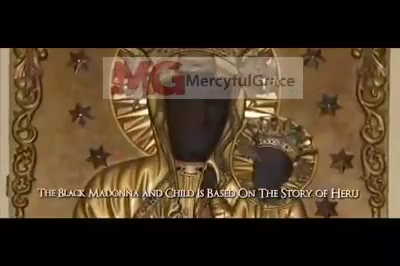 MG MercyfulGrace
The Black Madonna and Child Is Based On The Story of Heru